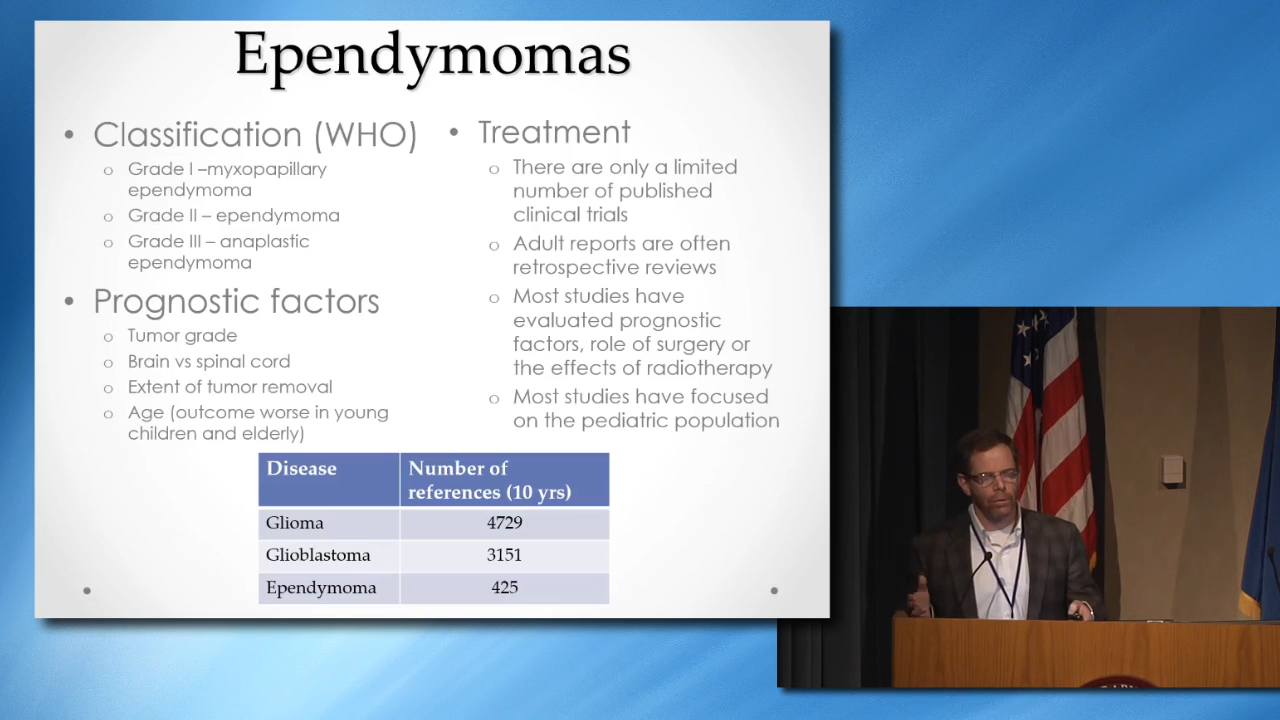 Ependymomas
• Classification (WHO)
o Grade I –myxopapillary
ependymoma
o Grade II – ependymoma
o Grade III – anaplastic
ependymoma
• Prognostic factors
o Tumor grade
o Brain vs spinal cord
o Extent of tumor removal
o Age (outcome worse in young
children and elderly)
• Treatment
o There are only a limited
number of published
clinical trials
o Adult reports are often
retrospective reviews
o Most studies have
evaluated prognostic
factors, role of surgery or
the effects of radiotherapy
o Most studies have focused
on the pediatric population
Disease Number of
references (10 yrs)
Glioma 4729
Glioblastoma 3151
Ependymoma 425